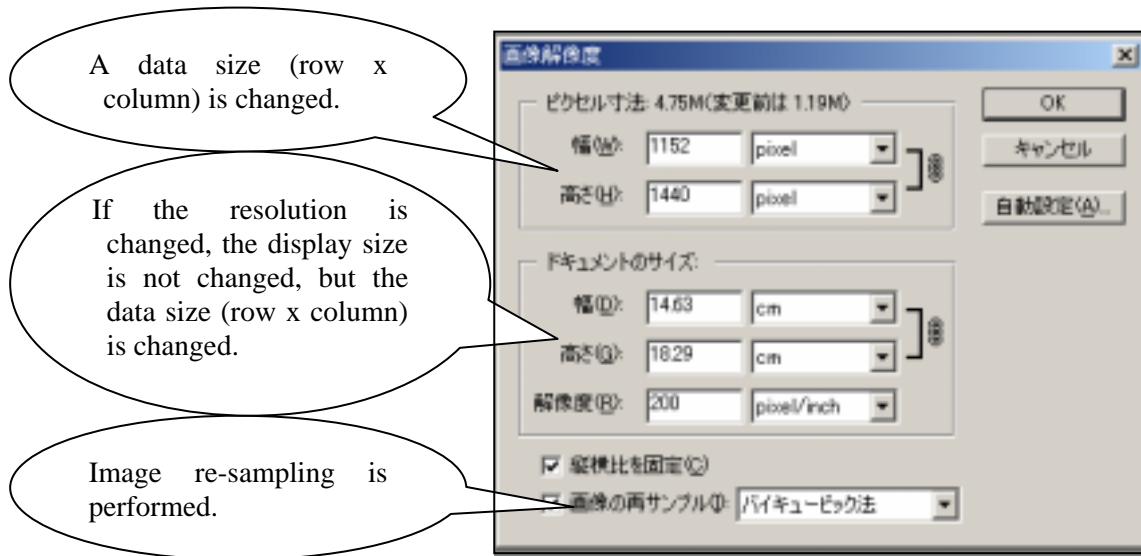 A data size (row x
column) is changed.
If the resolution is
changed, the display size
is not changed, but the
data size (row x column)
is changed.
Image re-sampling is
performed.
画像解像度
ピクセル寸法: 4.75M(変更前は 1.19M)
幅(W): 1152 pixel
高さ(H): 1440 pixel
OK
キャンセル
自動設定(A)...
ドキュメントのサイズ:
幅(D): 14.63 cm
高さ(G): 18.29 cm
解像度(R): 200 pixel/inch
縦横比を固定(C)
画像の再サンプル(I): バイキュービック法